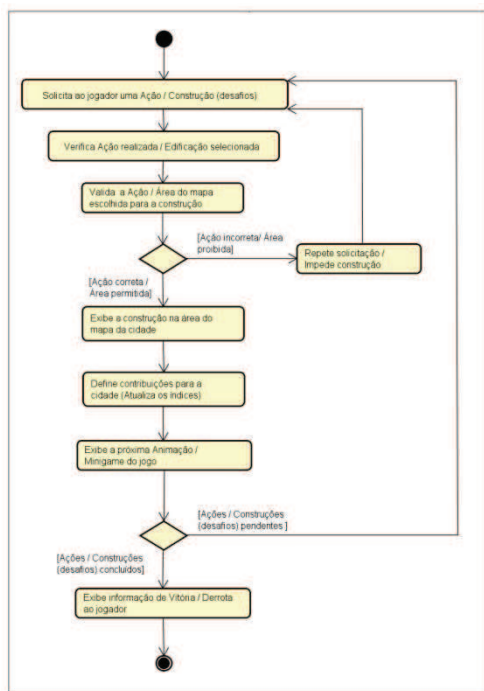 Solicita ao jogador uma Ação / Construção (desafios)
Verifica Ação realizada / Edificação selecionada
Valida a Ação / Área do mapa
escolhida para a construção
[Ação incorreta/ Área
proibida]
Repete solicitação /
Impede construção
[Ação correta /
Área permitida]
Exibe a construção na área do
mapa da cidade
Define contribuições para a
cidade (Atualiza os índices)
Exibe a próxima Animação /
Minigame do jogo
[Ações / Construções
(desafios) pendentes ]
[Ações / Construções
(desafios) concluídos]
Exibe informação de Vitória / Derrota
ao jogador